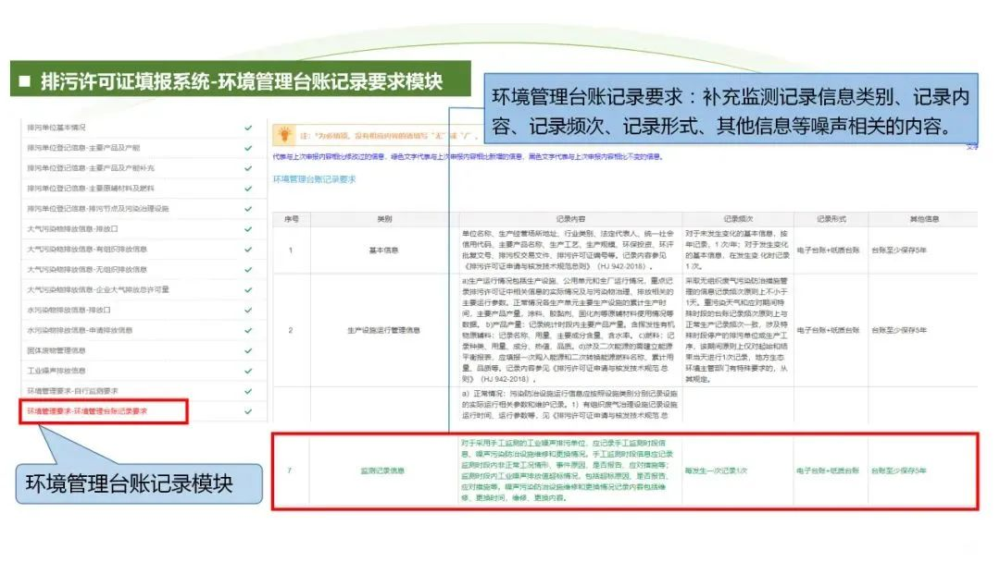 ■ 排污许可证填报系统-环境管理台账记录要求模块
环境管理台账记录要求：补充监测记录信息类别、记录内
容、记录频次、记录形式、其他信息等噪声相关的内容。
排污单位基本情况
排污单位登记信息-主要产品及产能
排污单位登记信息-主要产品及产能补充
排污单位登记信息-主要原辅材料及燃料
排污单位登记信息-排污节点及污染治理设施
大气污染物排放信息-排放口
大气污染物排放信息-有组织排放信息
大气污染物排放信息-无组织排放信息
大气污染物排放信息-企业大气排放总许可量
水污染物排放信息-排放口
水污染物排放信息-申请排放信息
固体废物管理信息
工业噪声排放信息
环境管理要求-自行监测要求
环境管理要求-环境管理台账记录要求
环境管理台账记录模块
注：*为必填项，没有相应内容的请填写"无"或"/"
文字
代表与上次申报内容相比修改过的信息，绿色文字代表与上次申报内容相比新增的信息，黑色文字代表与上次申报内容相比不变的信息。
环境管理台账记录要求
序号 类别 记录内容 记录频次 记录形式 其他信息
1
基本信息
单位名称、生产经营场所地址、行业类别、法定代表人、统一社会
信用代码、主要产品名称、生产工艺、生产规模、环保投资、环评
批复文号、排污权交易文件、排污许可证编号等。记录内容参见
《排污许可证申请与核发技术规范总则》（HJ 942-2018）。
对于未发生变化的基本信息，按
年记录，1 次/年；对于发生变化
的基本信息，在发生变 化时记录
1 次。
电子台账+纸质台账
台账至少保存5年
2
生产设施运行管理信息
a)生产运行情况包括生产设施、公用单元和全厂运行情况，重点记
录排污许可证中相关信息的实际情况及与污染物治理、排放相关的
主要运行参数。正常情况各生产单元主要生产设施的累计生产时
间，主要产品产量，涂料、胶黏剂、固化剂等原辅材料使用情况等
数据。 b)产品产量：记录统计时段内主要产品产量。含挥发性有机
物原辅料：记录名称、用量、主要成分含量、含水率。 c)燃料：记
录种类、用量、成分、热值、品质。d)涉及二次能源的需建立能源
平衡报表，应填报一次购入能源和二次转换能源燃料名称、累计用
量、品质等。记录内容参见《排污许可证申请与核发技术规范 总
则》（HJ 942-2018）。
采取无组织废气污染防治措施管
理的信息记录频次原则上不小于
1天。重污染天气和应对期间特
殊时段的台账记录频次原则上与
正常生产记录频次一致，涉及特
殊时段停产的排污单位或生产工
序，该期间原则上仅对起始和结
束当天进行1次记录，地方生态
环境主管部门有特殊要求的，从
其规定。
电子台账+纸质台账
台账至少保存5年
a）正常情况：污染防治设施运行信息应按照设施类别分别记录设施
的实际运行相关参数和维护记录。1）有组织废气治理设施记录设施
运行时间、运行参数等，见《排污许可证申请与核发技术规范 总
7
监测记录信息
对于采用手工监测的工业噪声排污单位，应记录手工监测时段信
息、噪声污染防治设施维修和更换情况。手工监测时段信息应记录
监测时段内非正常工况情形，事件原因、是否报告、应对措施等；
监测时段内工业噪声排放值超标情况，包括超标原因、是否报告、
应对措施等。噪声污染防治设施维修和更换情况记录内容包括维
修、更换时间，维修、更换内容。
每发生一次记录1次
电子台账+纸质台账
台账至少保存5年